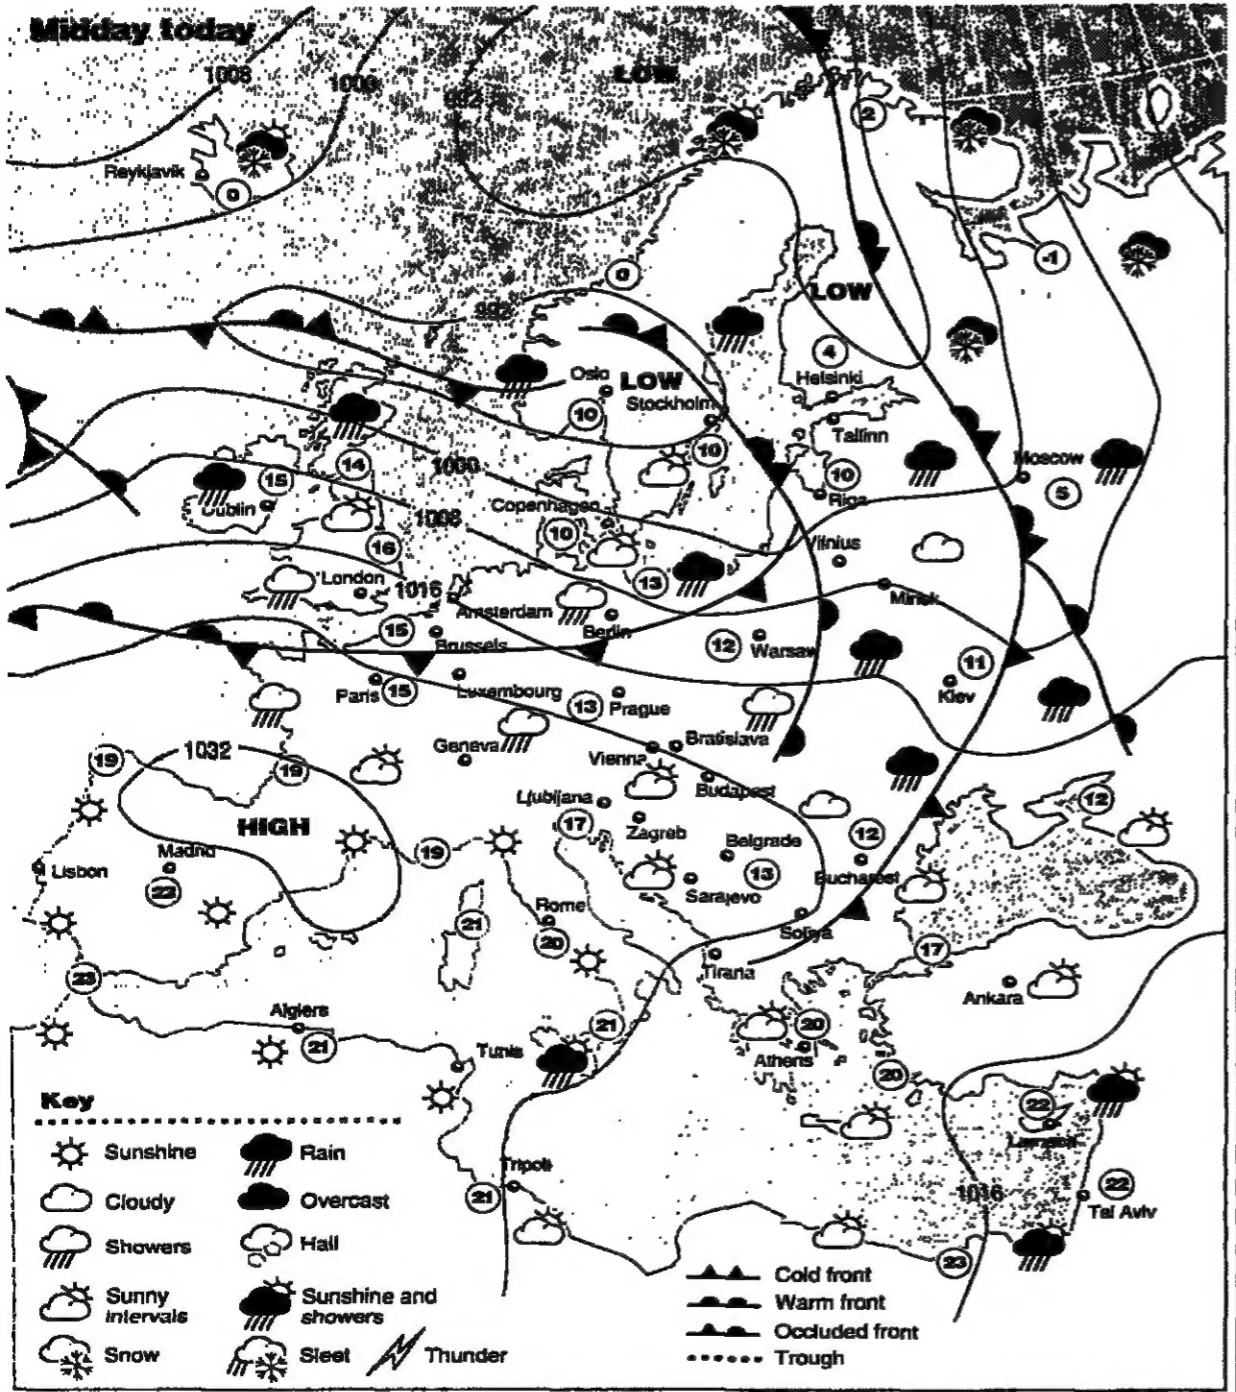 Midday today
1008
1000
LOW
992
2
Reykjavik
0
-1
0
LOW
992
4
Helsinki
Oslo
LOW
10
Stockholm
Tallinn
10
14
1000
Moscow
15
10
5
Dublin
Riga
Copenhagen
1008
10
16
Vilnius
13
London
1016
Minsk
Amsterdam
Berlin
15
Brussels
12
Warsaw
11
Paris
15
Luxembourg
Kiev
13
Prague
1032
Geneva
Vienna
Bratislava
19
19
Budapest
Ljubljana
12
17
Zagreb
HIGH
12
Madrid
19
Belgrade
Lisbon
22
13
Bucharest
Sarajevo
21
Rome
20
Sofiya
17
Tirana
23
Ankara
Algiers
21
20
21
Tunis
Athens
20
22
Tripoli
21
1016
22
Tel Aviv
23
Key
Sunshine
Rain
Cloudy
Overcast
Showers
Hail
Sunny
intervals
Sunshine and
showers
Snow
Sleet
Thunder
Cold front
Warm front
Occluded front
Trough